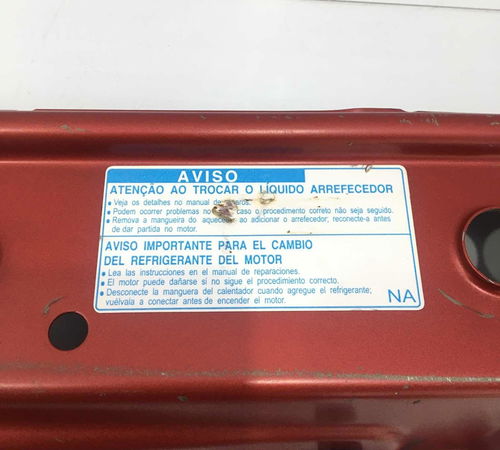 AVISO
ATENÇÃO AO TROCAR O LÍQUIDO ARREFECEDOR
• Veja os detalhes no manual de
• Podem ocorrer problemas no caso o procedimento correto não seja seguido.
• Remova a mangueira do aquecedor ao adicionar o arrefecedor; reconecte-a antes
de dar partida no motor.
AVISO IMPORTANTE PARA EL CAMBIO
DEL REFRIGERANTE DEL MOTOR
• Lea las instrucciones en el manual de reparaciones.
• El motor puede dañarse si no sigue el procedimiento correcto.
• Desconecte la manguera del calentador cuando agregue el refrigerante;
vuélvala a conectar antes de encender el motor.
NA